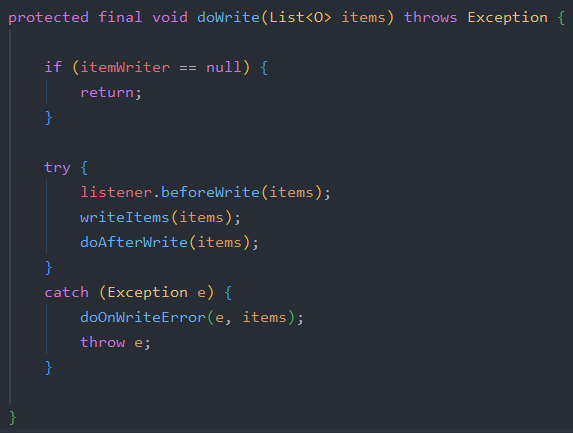 protected final void doWrite(List<O> items) throws Exception {
if (itemWriter == null) {
return;
}
try {
listener.beforeWrite(items);
writeItems(items);
doAfterWrite(items);
}
catch (Exception e) {
doOnWriteError(e, items);
throw e;
}
}